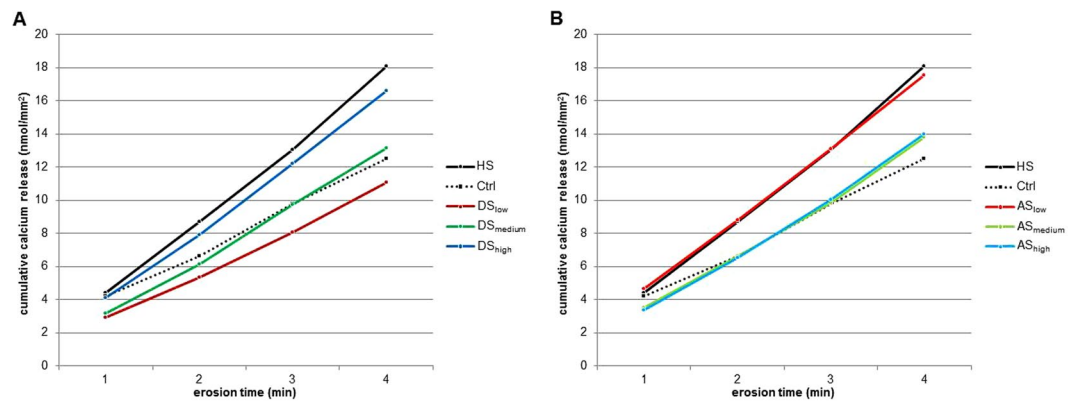 A
cumulative calcium release (nmol/mm²)
20
18
16
14
12
10
8
6
4
2
0
1 2 3 4
erosion time (min)
HS
Ctrl
DSlow
DSmedium
DShigh
B
cumulative calcium release (nmol/mm²)
20
18
16
14
12
10
8
6
4
2
0
1 2 3 4
erosion time (min)
HS
Ctrl
ASlow
ASmedium
AShigh